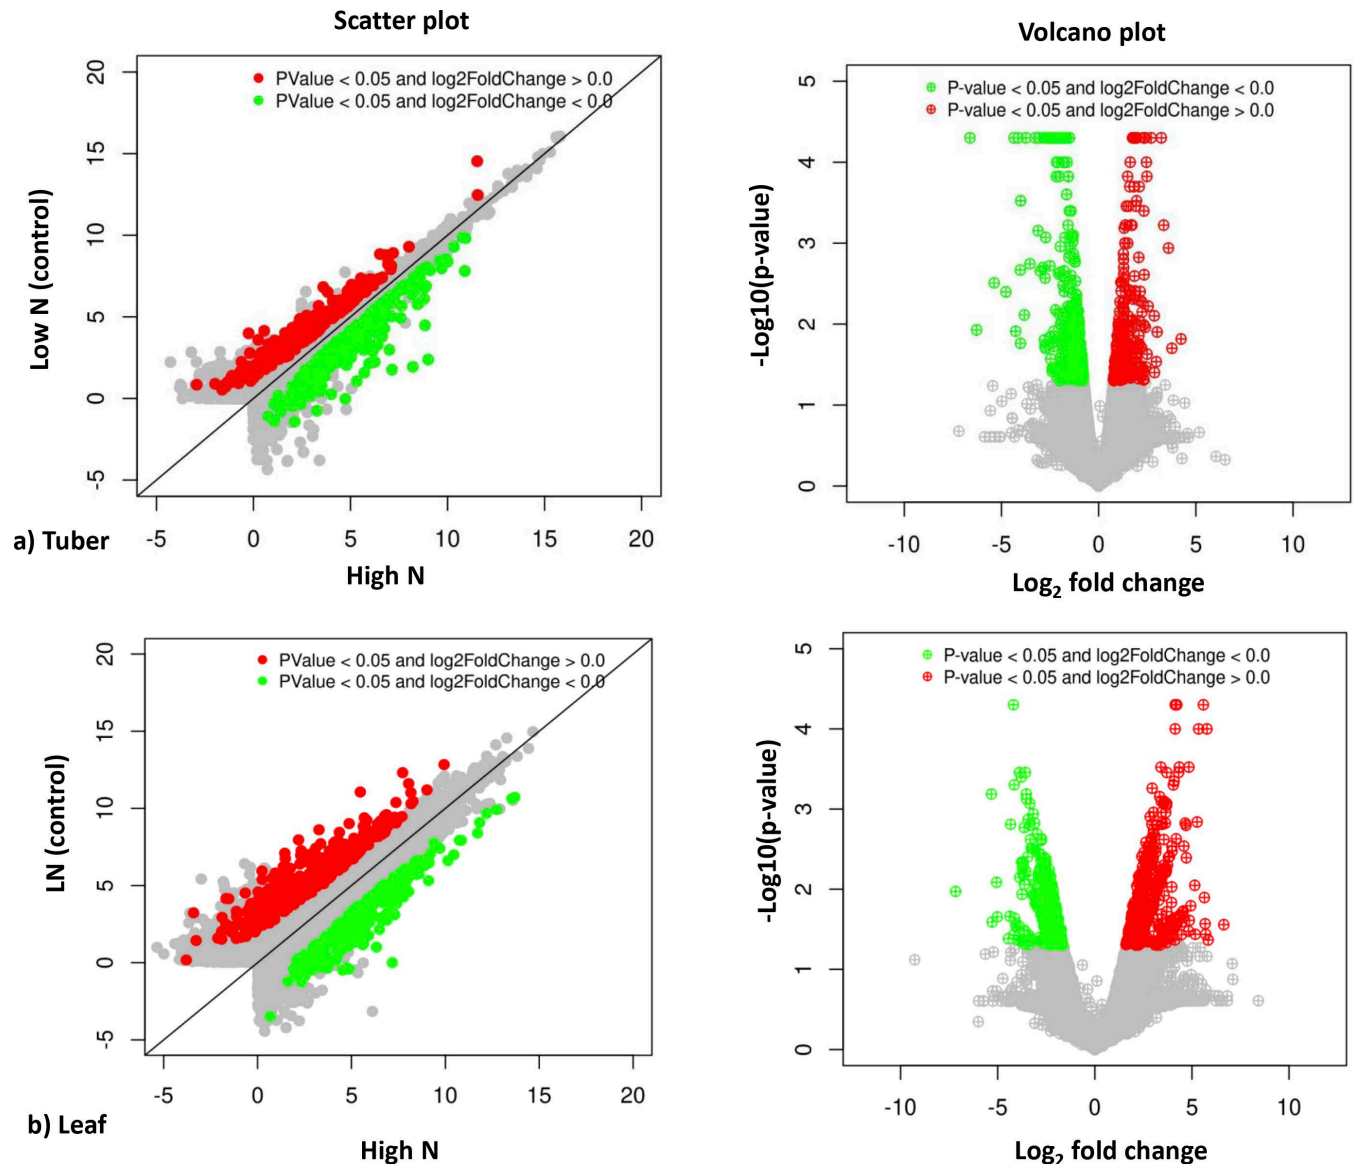 a)
Scatter plot
Volcano plot
PValue < 0.05 and log2FoldChange > 0.0
PValue < 0.05 and log2FoldChange < 0.0
20
15
10
5
0
-5
Low N (control)
-5 0 5 10 15 20
High N
a) Tuber
P-value < 0.05 and log2FoldChange < 0.0
P-value < 0.05 and log2FoldChange > 0.0
5
4
3
2
1
0
-Log10(p-value)
-10 -5 0 5 10
Log₂ fold change
PValue < 0.05 and log2FoldChange > 0.0
PValue < 0.05 and log2FoldChange < 0.0
20
15
10
5
0
-5
LN (control)
-5 0 5 10 15 20
High N
b) Leaf
P-value < 0.05 and log2FoldChange < 0.0
P-value < 0.05 and log2FoldChange > 0.0
5
4
3
2
1
0
-Log10(p-value)
-10 -5 0 5 10
Log₂ fold change